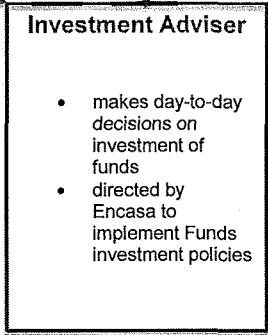 Investment Adviser
• makes day-to-day
decisions on
investment of
funds
• directed by
Encasa to
implement Funds
investment policies